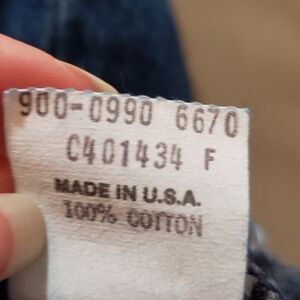 900-0990 6670
C401434 F
MADE IN U.S.A.
100% COTTON